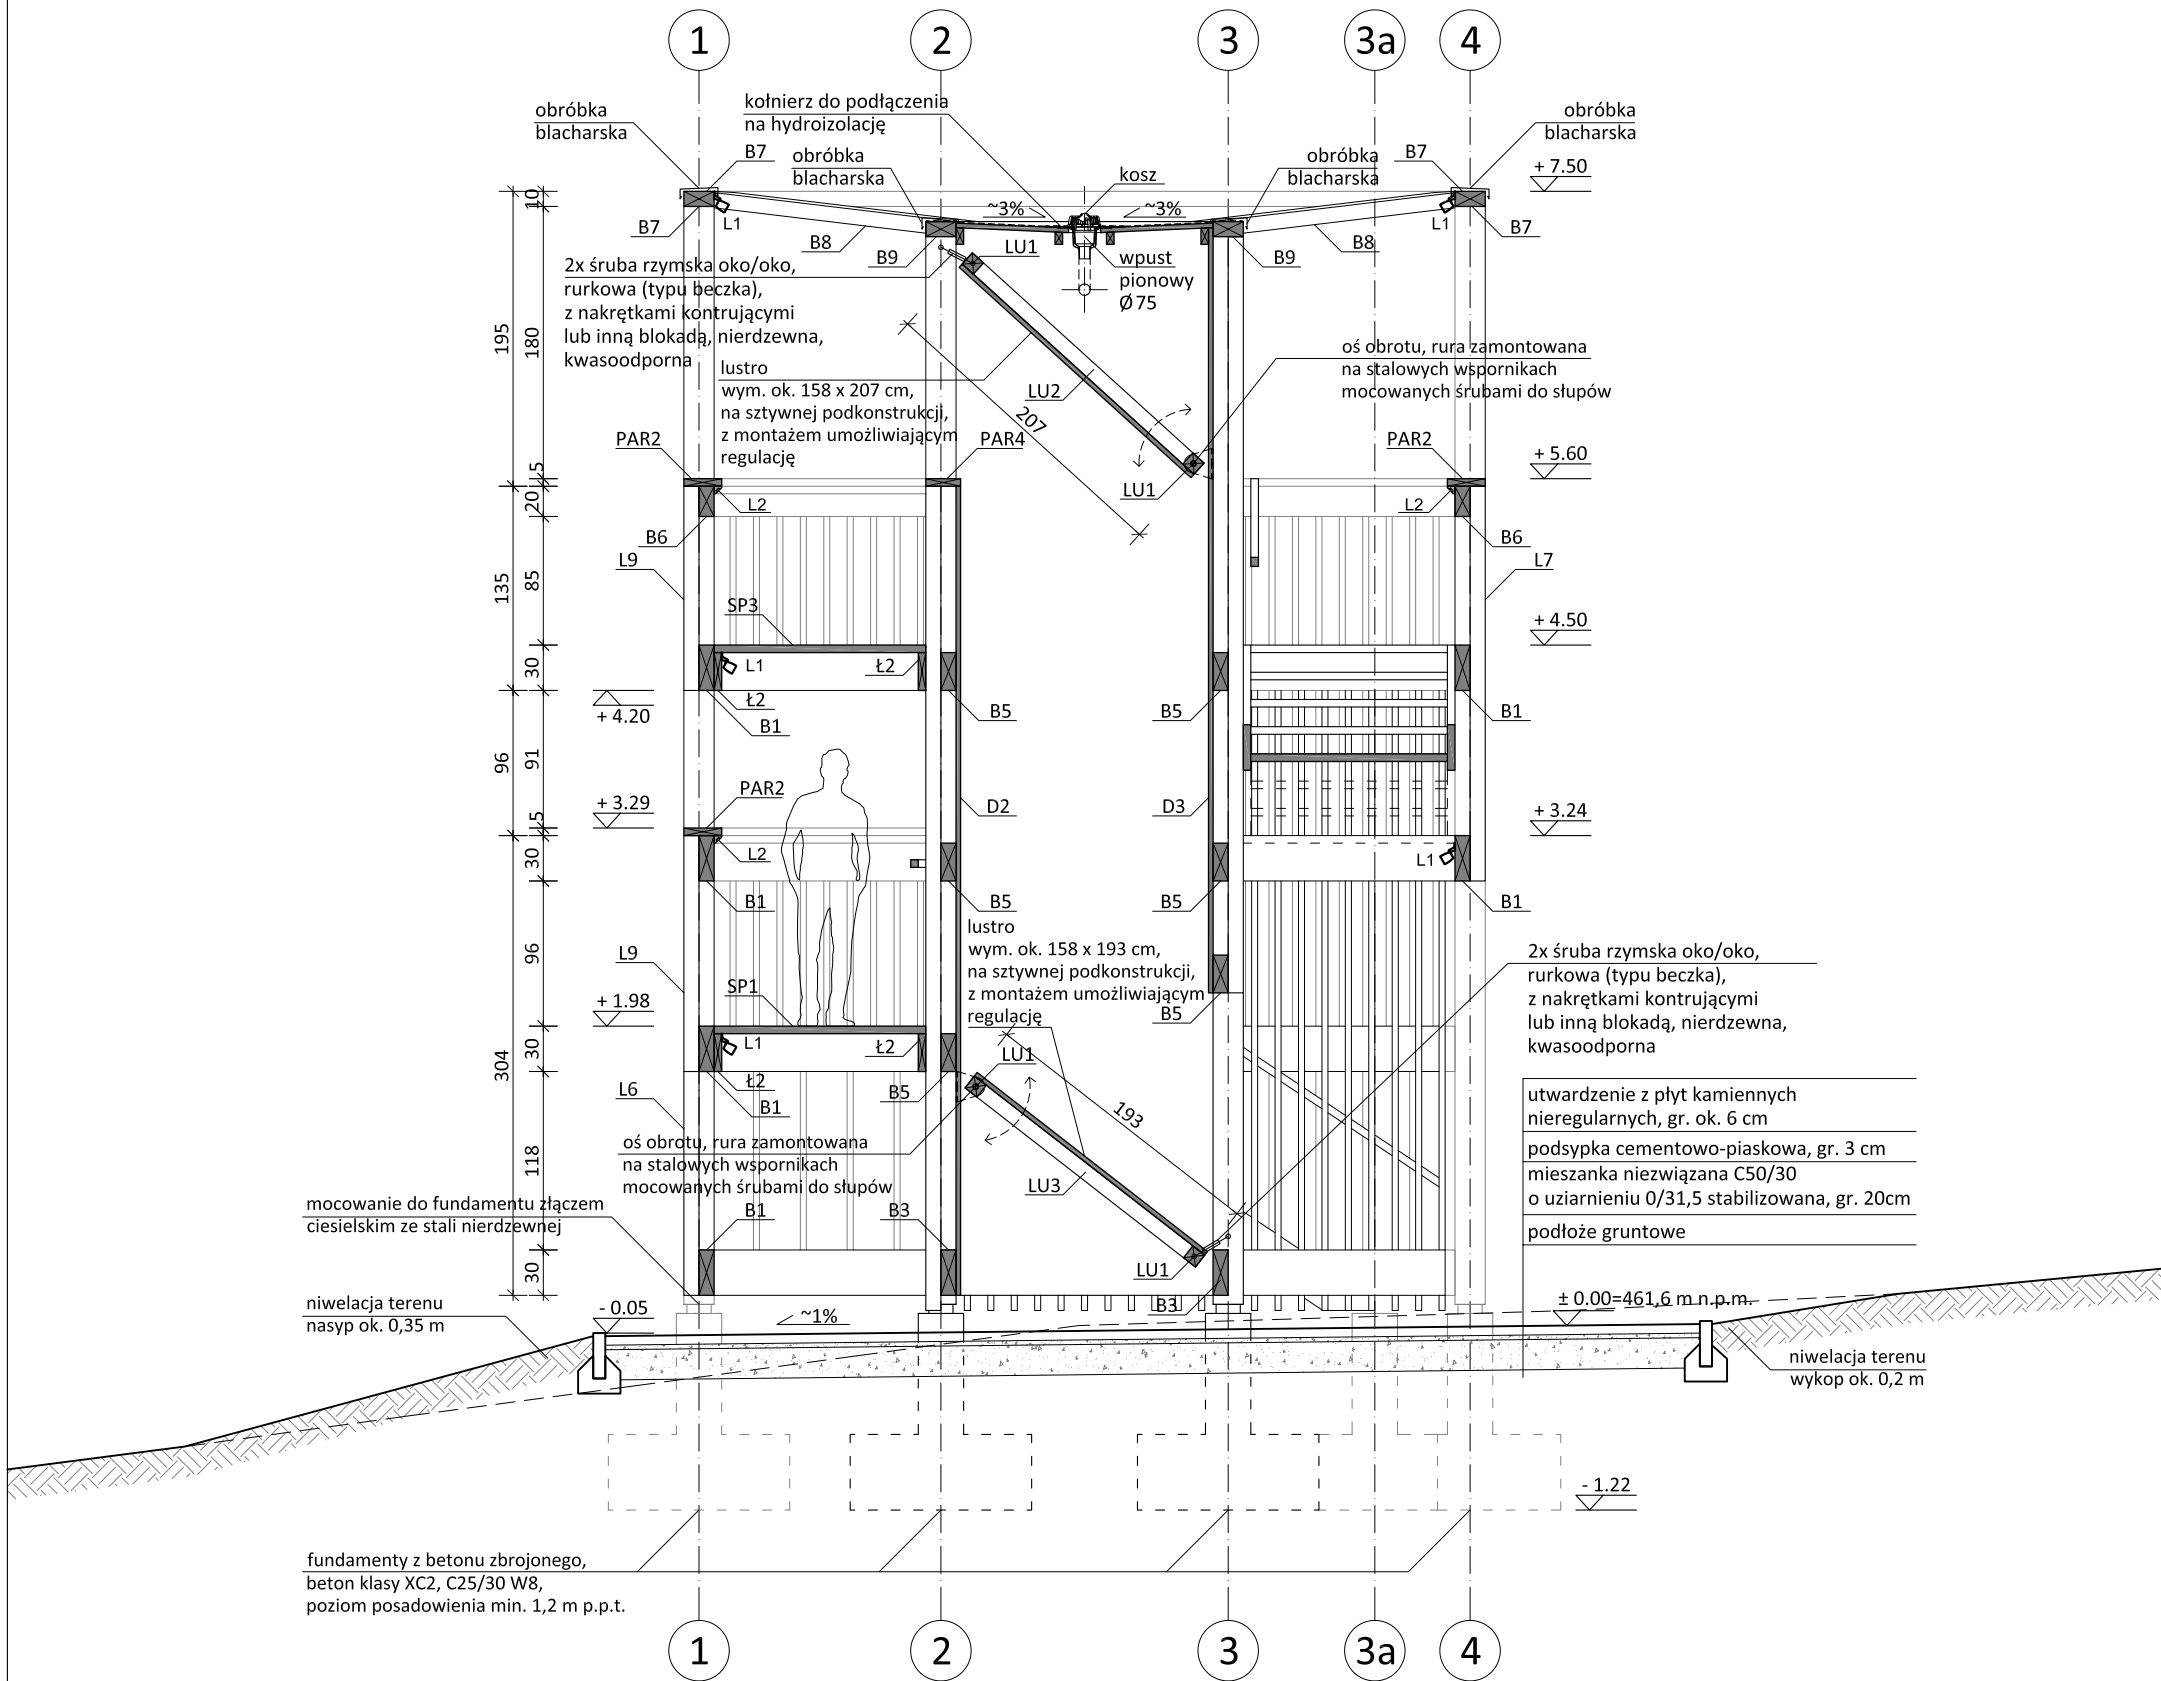 1 2 3 3a 4
obróbka
blacharska
kołnierz do podłączenia
na hydroizolację
obróbka
blacharska
B7
obróbka
blacharska
kosz
obróbka
blacharska
B7
+ 7.50
10
~3%
~3%
B7
L1
B8
B9
LU1
wpust
pionowy
Ø75
B9
B8
L1
B7
2x śruba rzymska oko/oko,
rurkowa (typu beczka),
z nakrętkami kontrującymi
lub inną blokadą, nierdzewna,
kwasoodporna
195
180
lustro
wym. ok. 158 x 207 cm,
na sztywnej podkonstrukcji,
z montażem umożliwiającym
regulację
LU2
207
oś obrotu, rura zamontowana
na stalowych wspornikach
mocowanych śrubami do słupów
PAR2
PAR4
PAR2
+ 5.60
5
20
L2
LU1
L2
B6
B6
L9
L7
135
85
SP3
+ 4.50
30
L1
Ł2
Ł2
B1
B5
B5
B1
+ 4.20
96
91
PAR2
+ 3.29
D2
D3
+ 3.24
5
30
L2
L1
B1
B5
B5
B1
lustro
wym. ok. 158 x 193 cm,
na sztywnej podkonstrukcji,
z montażem umożliwiającym
regulację
B5
96
L9
SP1
+ 1.98
2x śruba rzymska oko/oko,
rurkowa (typu beczka),
z nakrętkami kontrującymi
lub inną blokadą, nierdzewna,
kwasoodporna
304
30
L1
Ł2
Ł2
B1
B5
LU1
L6
193
118
oś obrotu, rura zamontowana
na stalowych wspornikach
mocowanych śrubami do słupów
LU3
utwardzenie z płyt kamiennych
nieregularnych, gr. ok. 6 cm
podsypka cementowo-piaskowa, gr. 3 cm
mieszanka niezwiązana C50/30
o uziarnieniu 0/31,5 stabilizowana, gr. 20cm
podłoże gruntowe
mocowanie do fundamentu złączem
ciesielskim ze stali nierdzewnej
B1
B3
30
LU1
B3
niwelacja terenu
nasyp ok. 0,35 m
- 0.05
~1%
± 0.00=461,6 m n.p.m.
niwelacja terenu
wykop ok. 0,2 m
- 1.22
fundamenty z betonu zbrojonego,
beton klasy XC2, C25/30 W8,
poziom posadowienia min. 1,2 m p.p.t.
1 2 3 3a 4